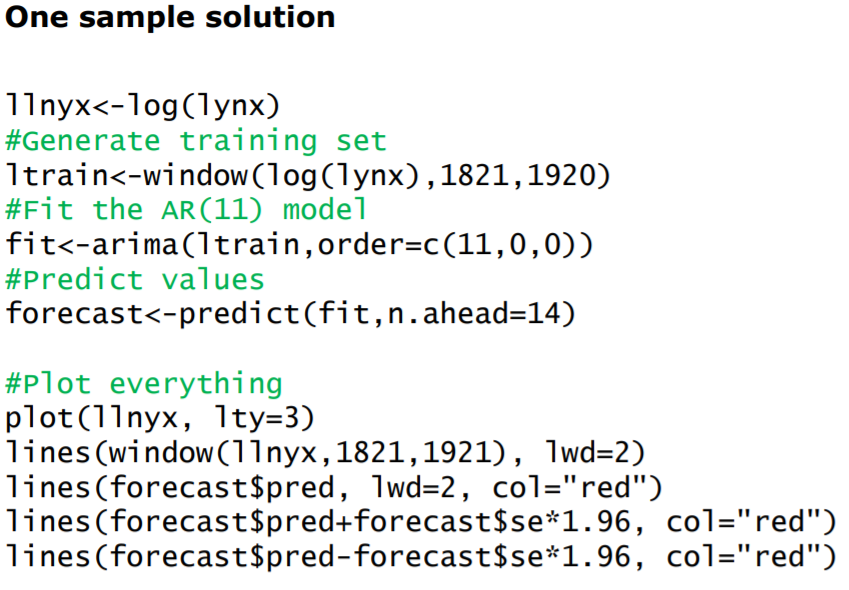 One sample solution
llnyx<-log(lynx)
#Generate training set
ltrain<-window(log(lynx),1821,1920)
#Fit the AR(11) model
fit<-arima(ltrain,order=c(11,0,0))
#Predict values
forecast<-predict(fit,n.ahead=14)
#Plot everything
plot(llnyx, lty=3)
lines(window(llnyx,1821,1921), lwd=2)
lines(forecast$pred, lwd=2, col="red")
lines(forecast$pred+forecast$se*1.96, col="red")
lines(forecast$pred-forecast$se*1.96, col="red")